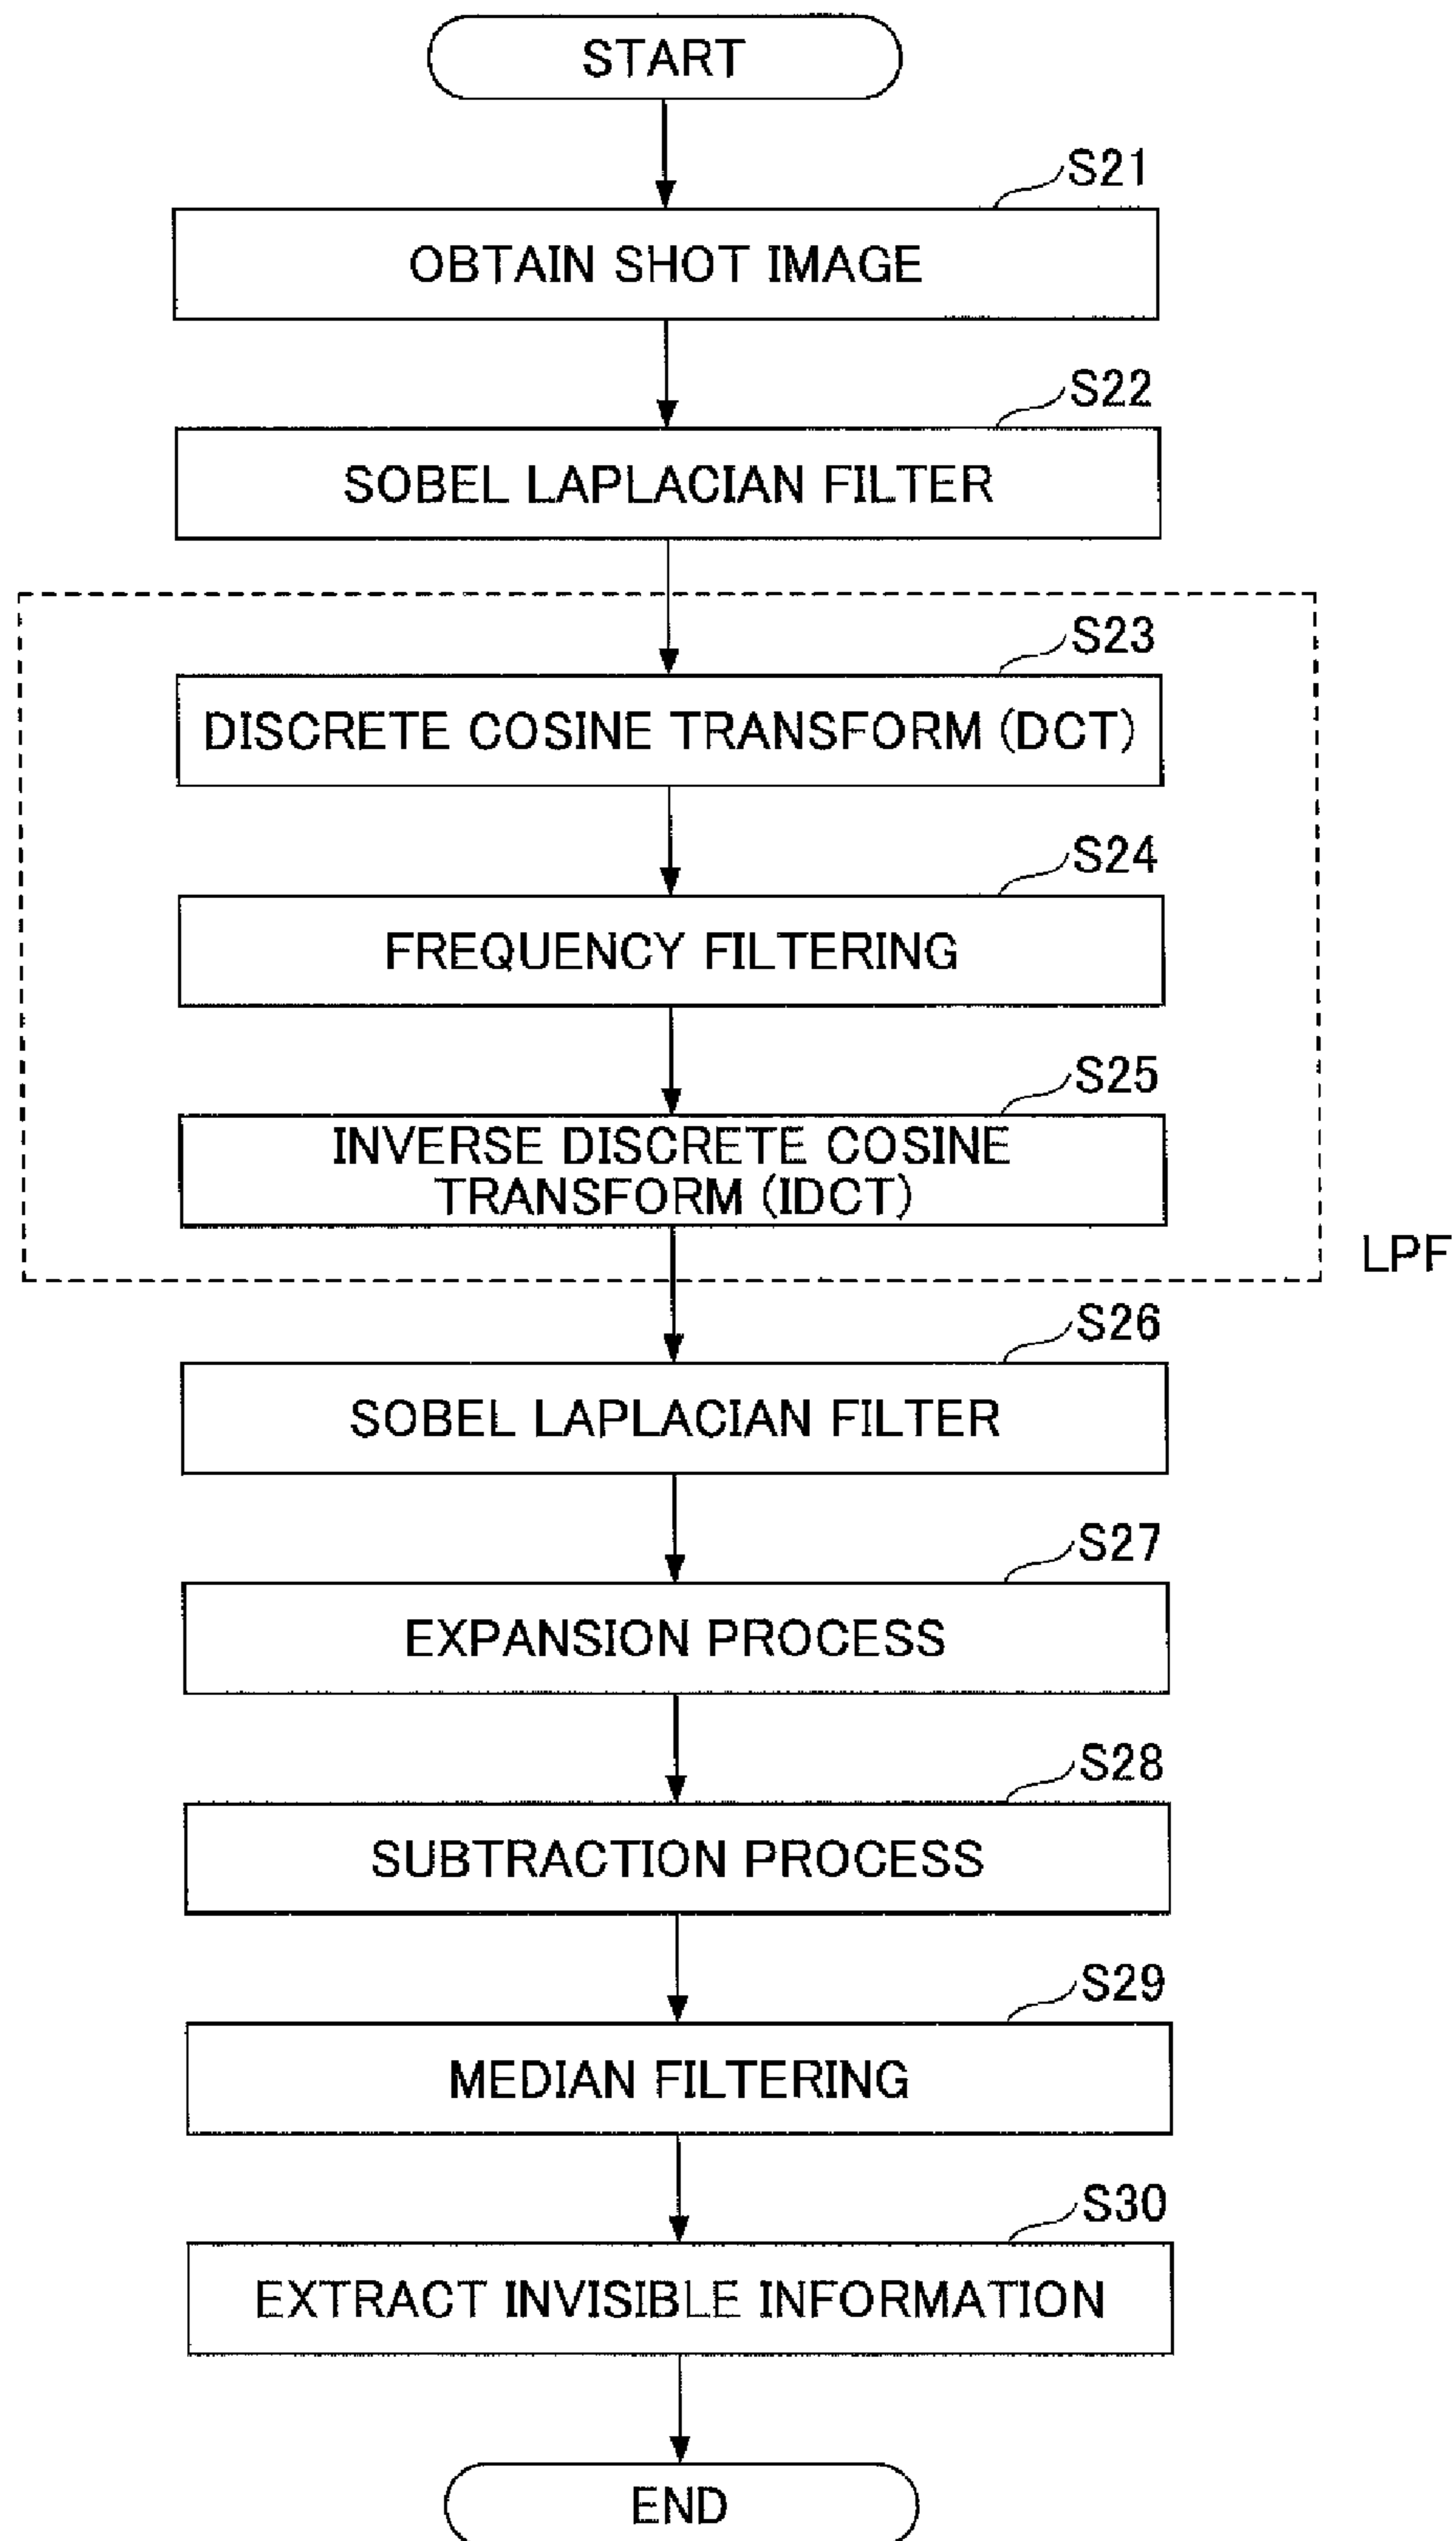 START
S21
OBTAIN SHOT IMAGE
S22
SOBEL LAPLACIAN FILTER
S23
DISCRETE COSINE TRANSFORM (DCT)
S24
FREQUENCY FILTERING
S25
INVERSE DISCRETE COSINE
TRANSFORM (IDCT)
LPF
S26
SOBEL LAPLACIAN FILTER
S27
EXPANSION PROCESS
S28
SUBTRACTION PROCESS
S29
MEDIAN FILTERING
S30
EXTRACT INVISIBLE INFORMATION
END